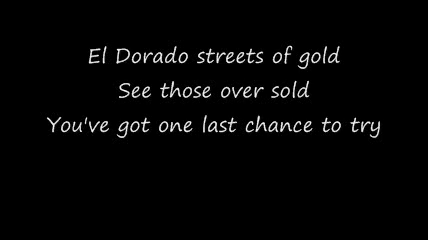 El Dorado streets of gold
See those over sold
You've got one last chance to try